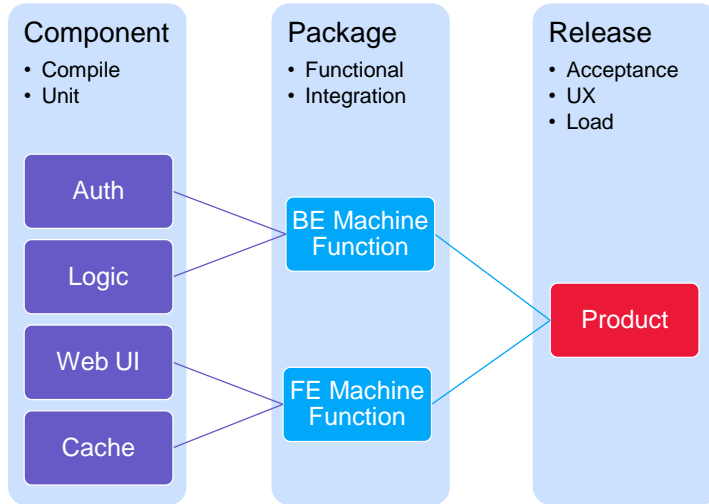 Component
• Compile
• Unit
Auth
Logic
Web UI
Cache
Package
• Functional
• Integration
BE Machine
Function
FE Machine
Function
Release
• Acceptance
• UX
• Load
Product